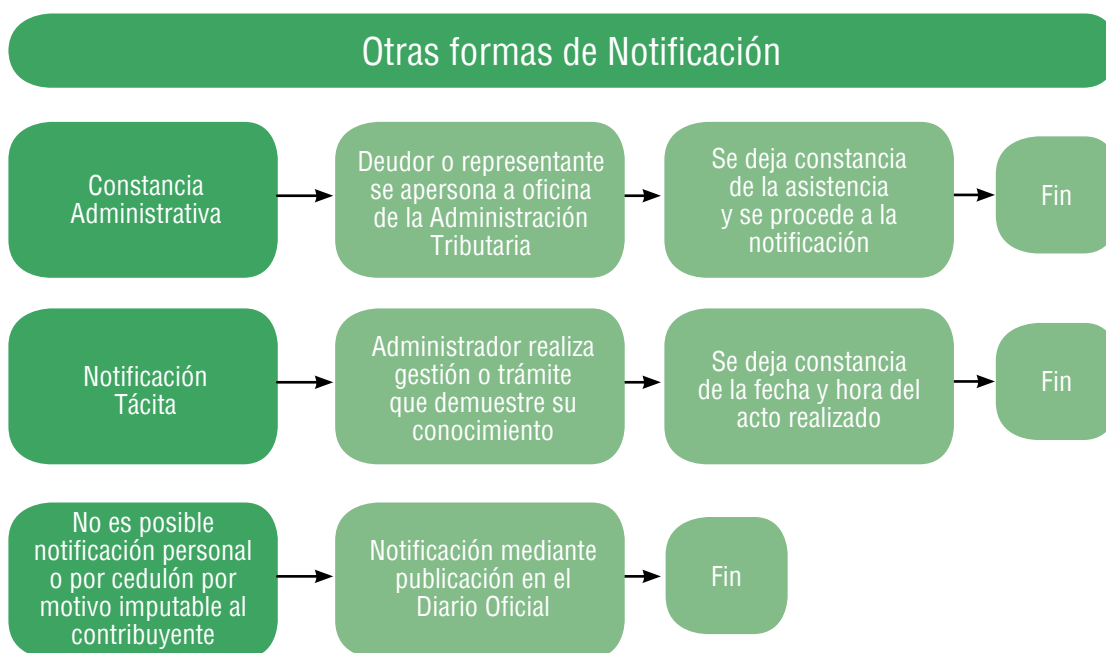 Otras formas de Notificación
Constancia
Administrativa
Deudor o representante
se apersona a oficina
de la Administración
Tributaria
Se deja constancia
de la asistencia
y se procede a la
notificación
Fin
Notificación
Tácita
Administrador realiza
gestión o trámite
que demuestre su
conocimiento
Se deja constancia
de la fecha y hora del
acto realizado
Fin
No es posible
notificación personal
o por cedulón por
motivo imputable al
contribuyente
Notificación mediante
publicación en el
Diario Oficial
Fin